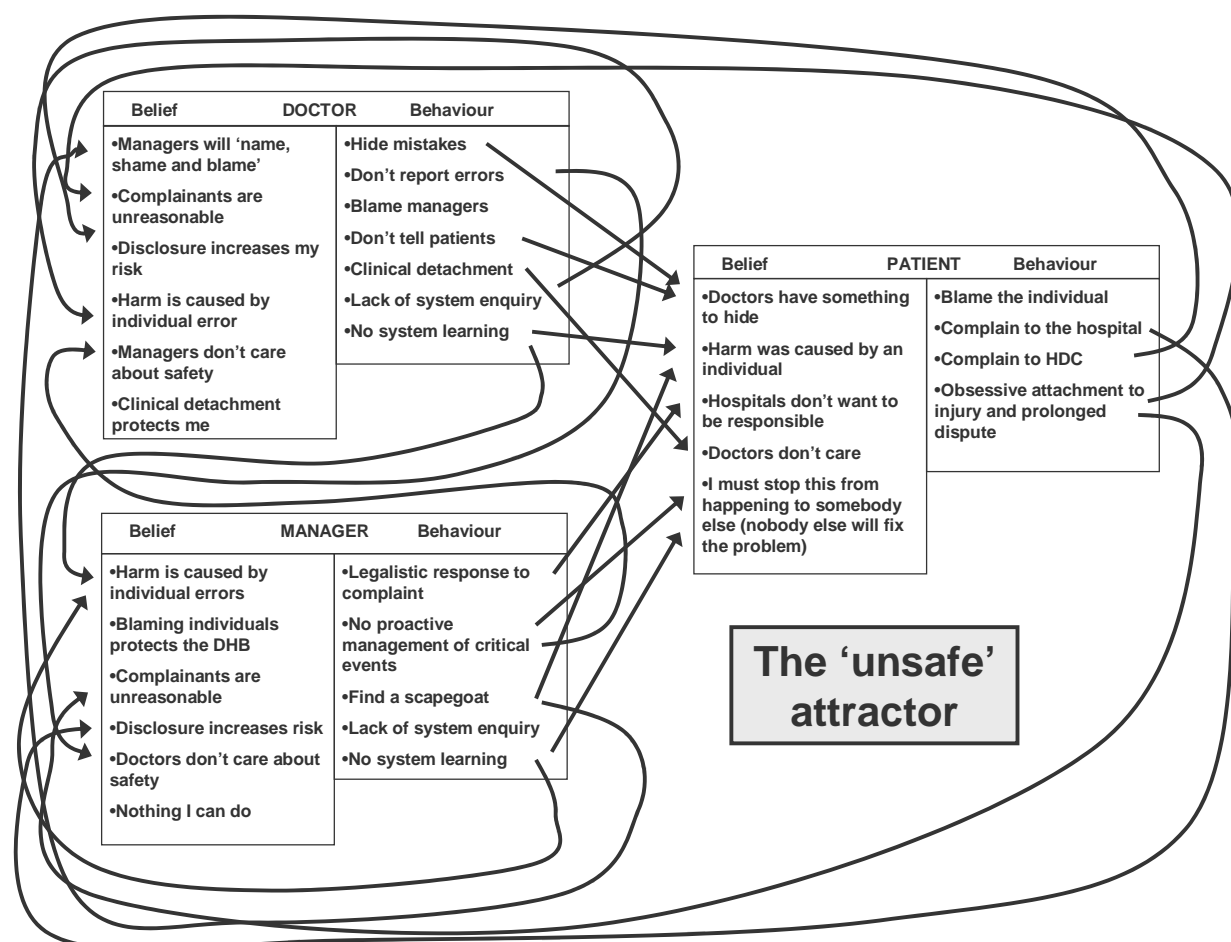 Belief DOCTOR Behaviour
•Managers will ‘name,
shame and blame’
•Complainants are
unreasonable
•Disclosure increases my
risk
•Harm is caused by
individual error
•Managers don’t care
about safety
•Clinical detachment
protects me
•Hide mistakes
•Don’t report errors
•Blame managers
•Don’t tell patients
•Clinical detachment
•Lack of system enquiry
•No system learning
Belief PATIENT Behaviour
•Doctors have something
to hide
•Harm was caused by an
individual
•Hospitals don’t want to
be responsible
•Doctors don’t care
•I must stop this from
happening to somebody
else (nobody else will fix
the problem)
•Blame the individual
•Complain to the hospital
•Complain to HDC
•Obsessive attachment to
injury and prolonged
dispute
Belief MANAGER Behaviour
•Harm is caused by
individual errors
•Blaming individuals
protects the DHB
•Complainants are
unreasonable
•Disclosure increases risk
•Doctors don’t care about
safety
•Nothing I can do
•Legalistic response to
complaint
•No proactive
management of critical
events
•Find a scapegoat
•Lack of system enquiry
•No system learning
The ‘unsafe’
attractor